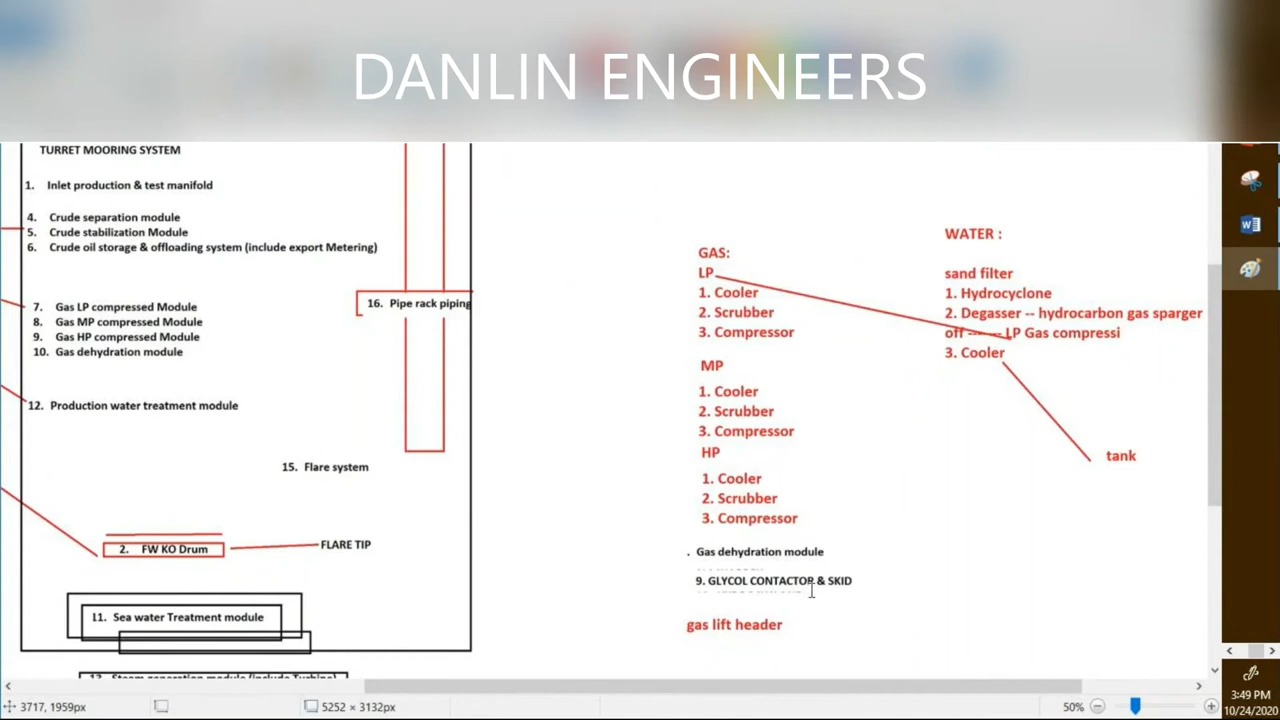 DANLIN ENGINEERS
TURRET MOORING SYSTEM
1. Inlet production & test manifold
4. Crude separation module
5. Crude stabilization Module
6. Crude oil storage & offloading system (include export Metering)
7. Gas LP compressed Module
8. Gas MP compressed Module
9. Gas HP compressed Module
10. Gas dehydration module
12. Production water treatment module
16. Pipe rack piping
15. Flare system
2. FW KO Drum
FLARE TIP
11. Sea water Treatment module
13. Steam generation module (include Turbine)
GAS:
LP
1. Cooler
2. Scrubber
3. Compressor
MP
1. Cooler
2. Scrubber
3. Compressor
HP
1. Cooler
2. Scrubber
3. Compressor
. Gas dehydration module
9. GLYCOL CONTACTOR & SKID
gas lift header
WATER :
sand filter
1. Hydrocyclone
2. Degasser -- hydrocarbon gas sparger
off ------- LP Gas compressi
3. Cooler
tank
3717, 1959px
5252 × 3132px
50%
3:49 PM
10/24/2020